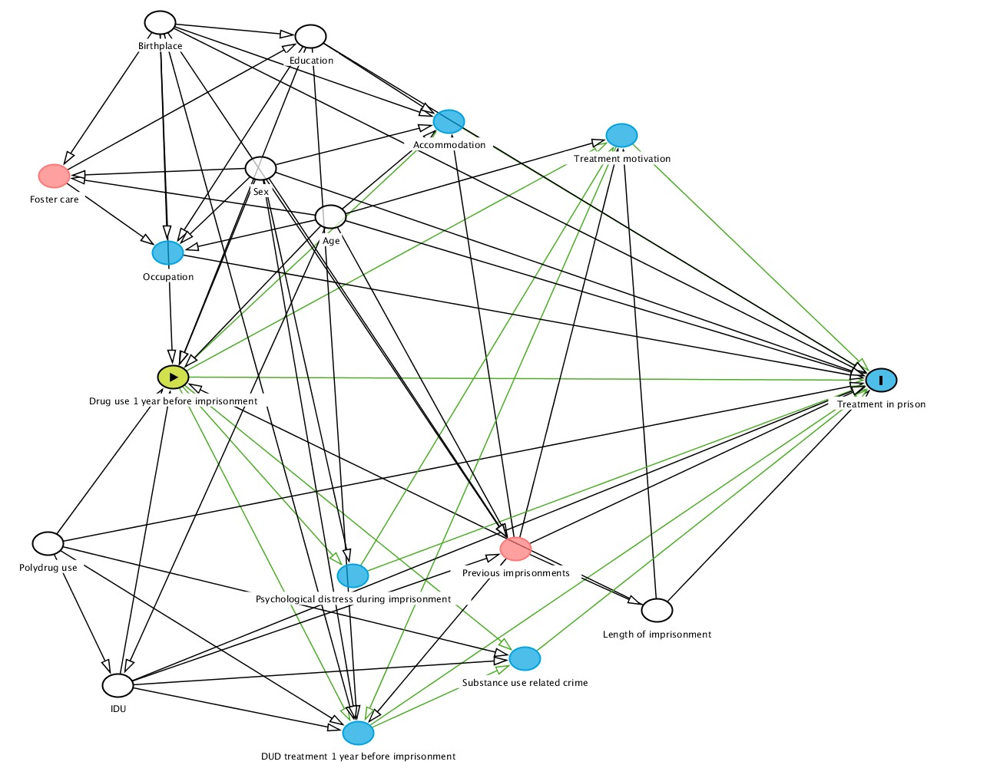 Birthplace
Education
Accommodation
Treatment motivation
Foster care
Sex
Age
Occupation
Drug use 1 year before imprisonment
Treatment in prison
Polydrug use
Previous imprisonments
Psychological distress during imprisonment
Length of imprisonment
Substance use related crime
IDU
DUD treatment 1 year before imprisonment